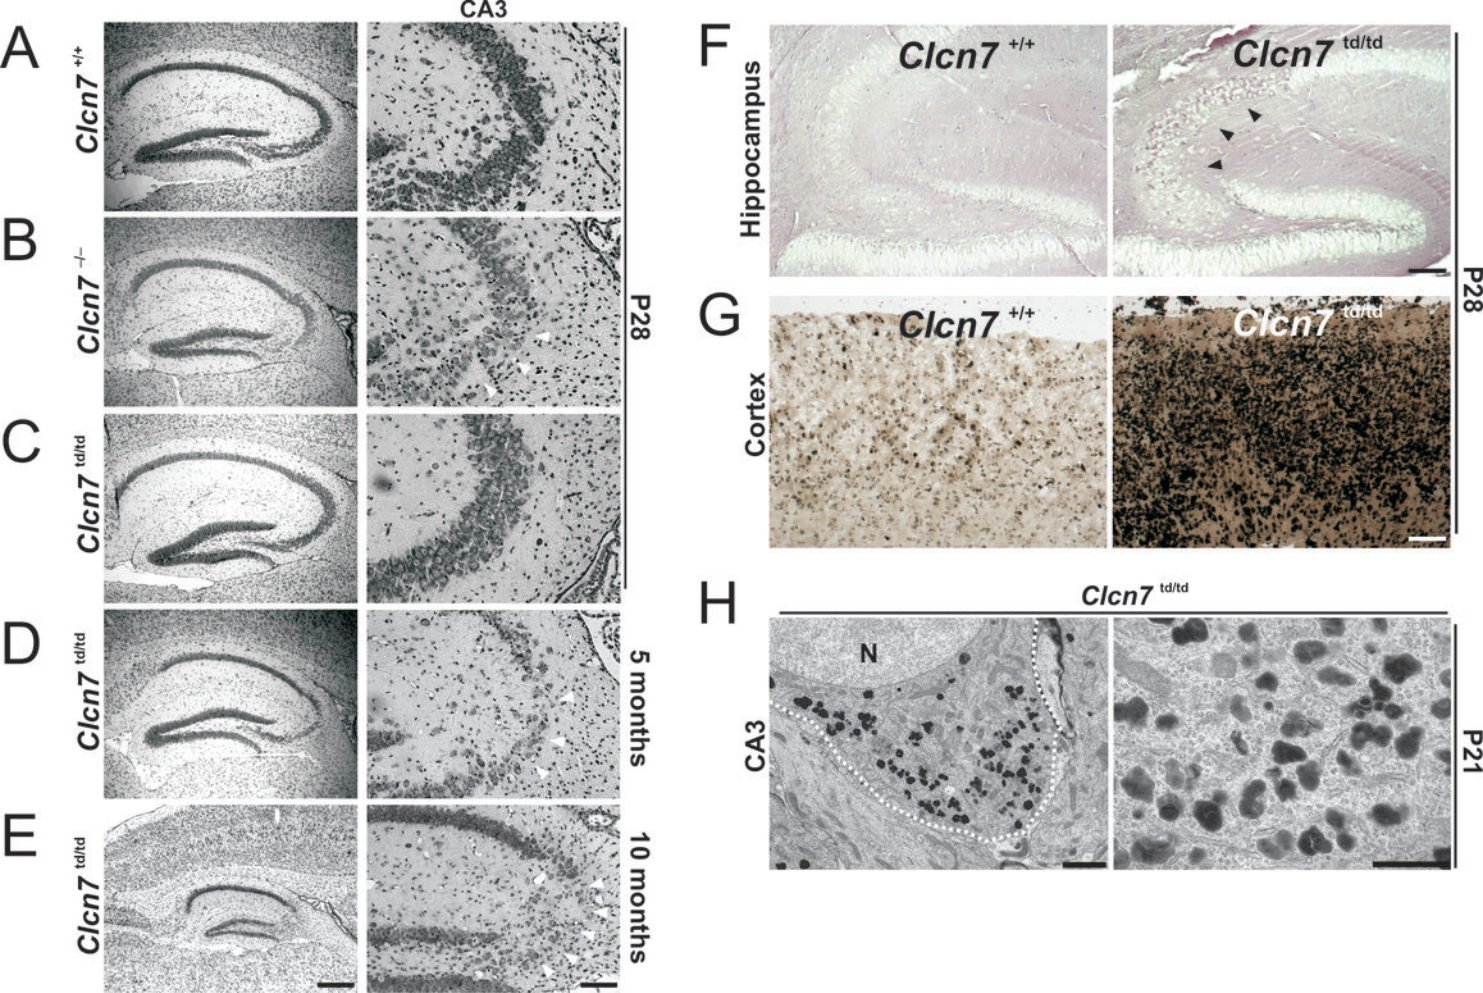 CA3
A
Clcn7 +/+
B
Clcn7 –/–
C
Clcn7 td/td
P28
D
Clcn7 td/td
5 months
E
Clcn7 td/td
10 months
F
Hippocampus
Clcn7 +/+
Clcn7 td/td
G
Cortex
Clcn7 +/+
Clcn7 td/td
P28
H
Clcn7 td/td
CA3
N
P21